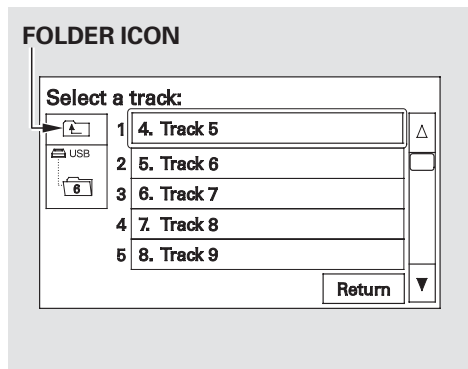 FOLDER ICON
Select a track:
1 4. Track 5
USB
2 5. Track 6
6
3 6. Track 7
4 7. Track 8
5 8. Track 9
Return